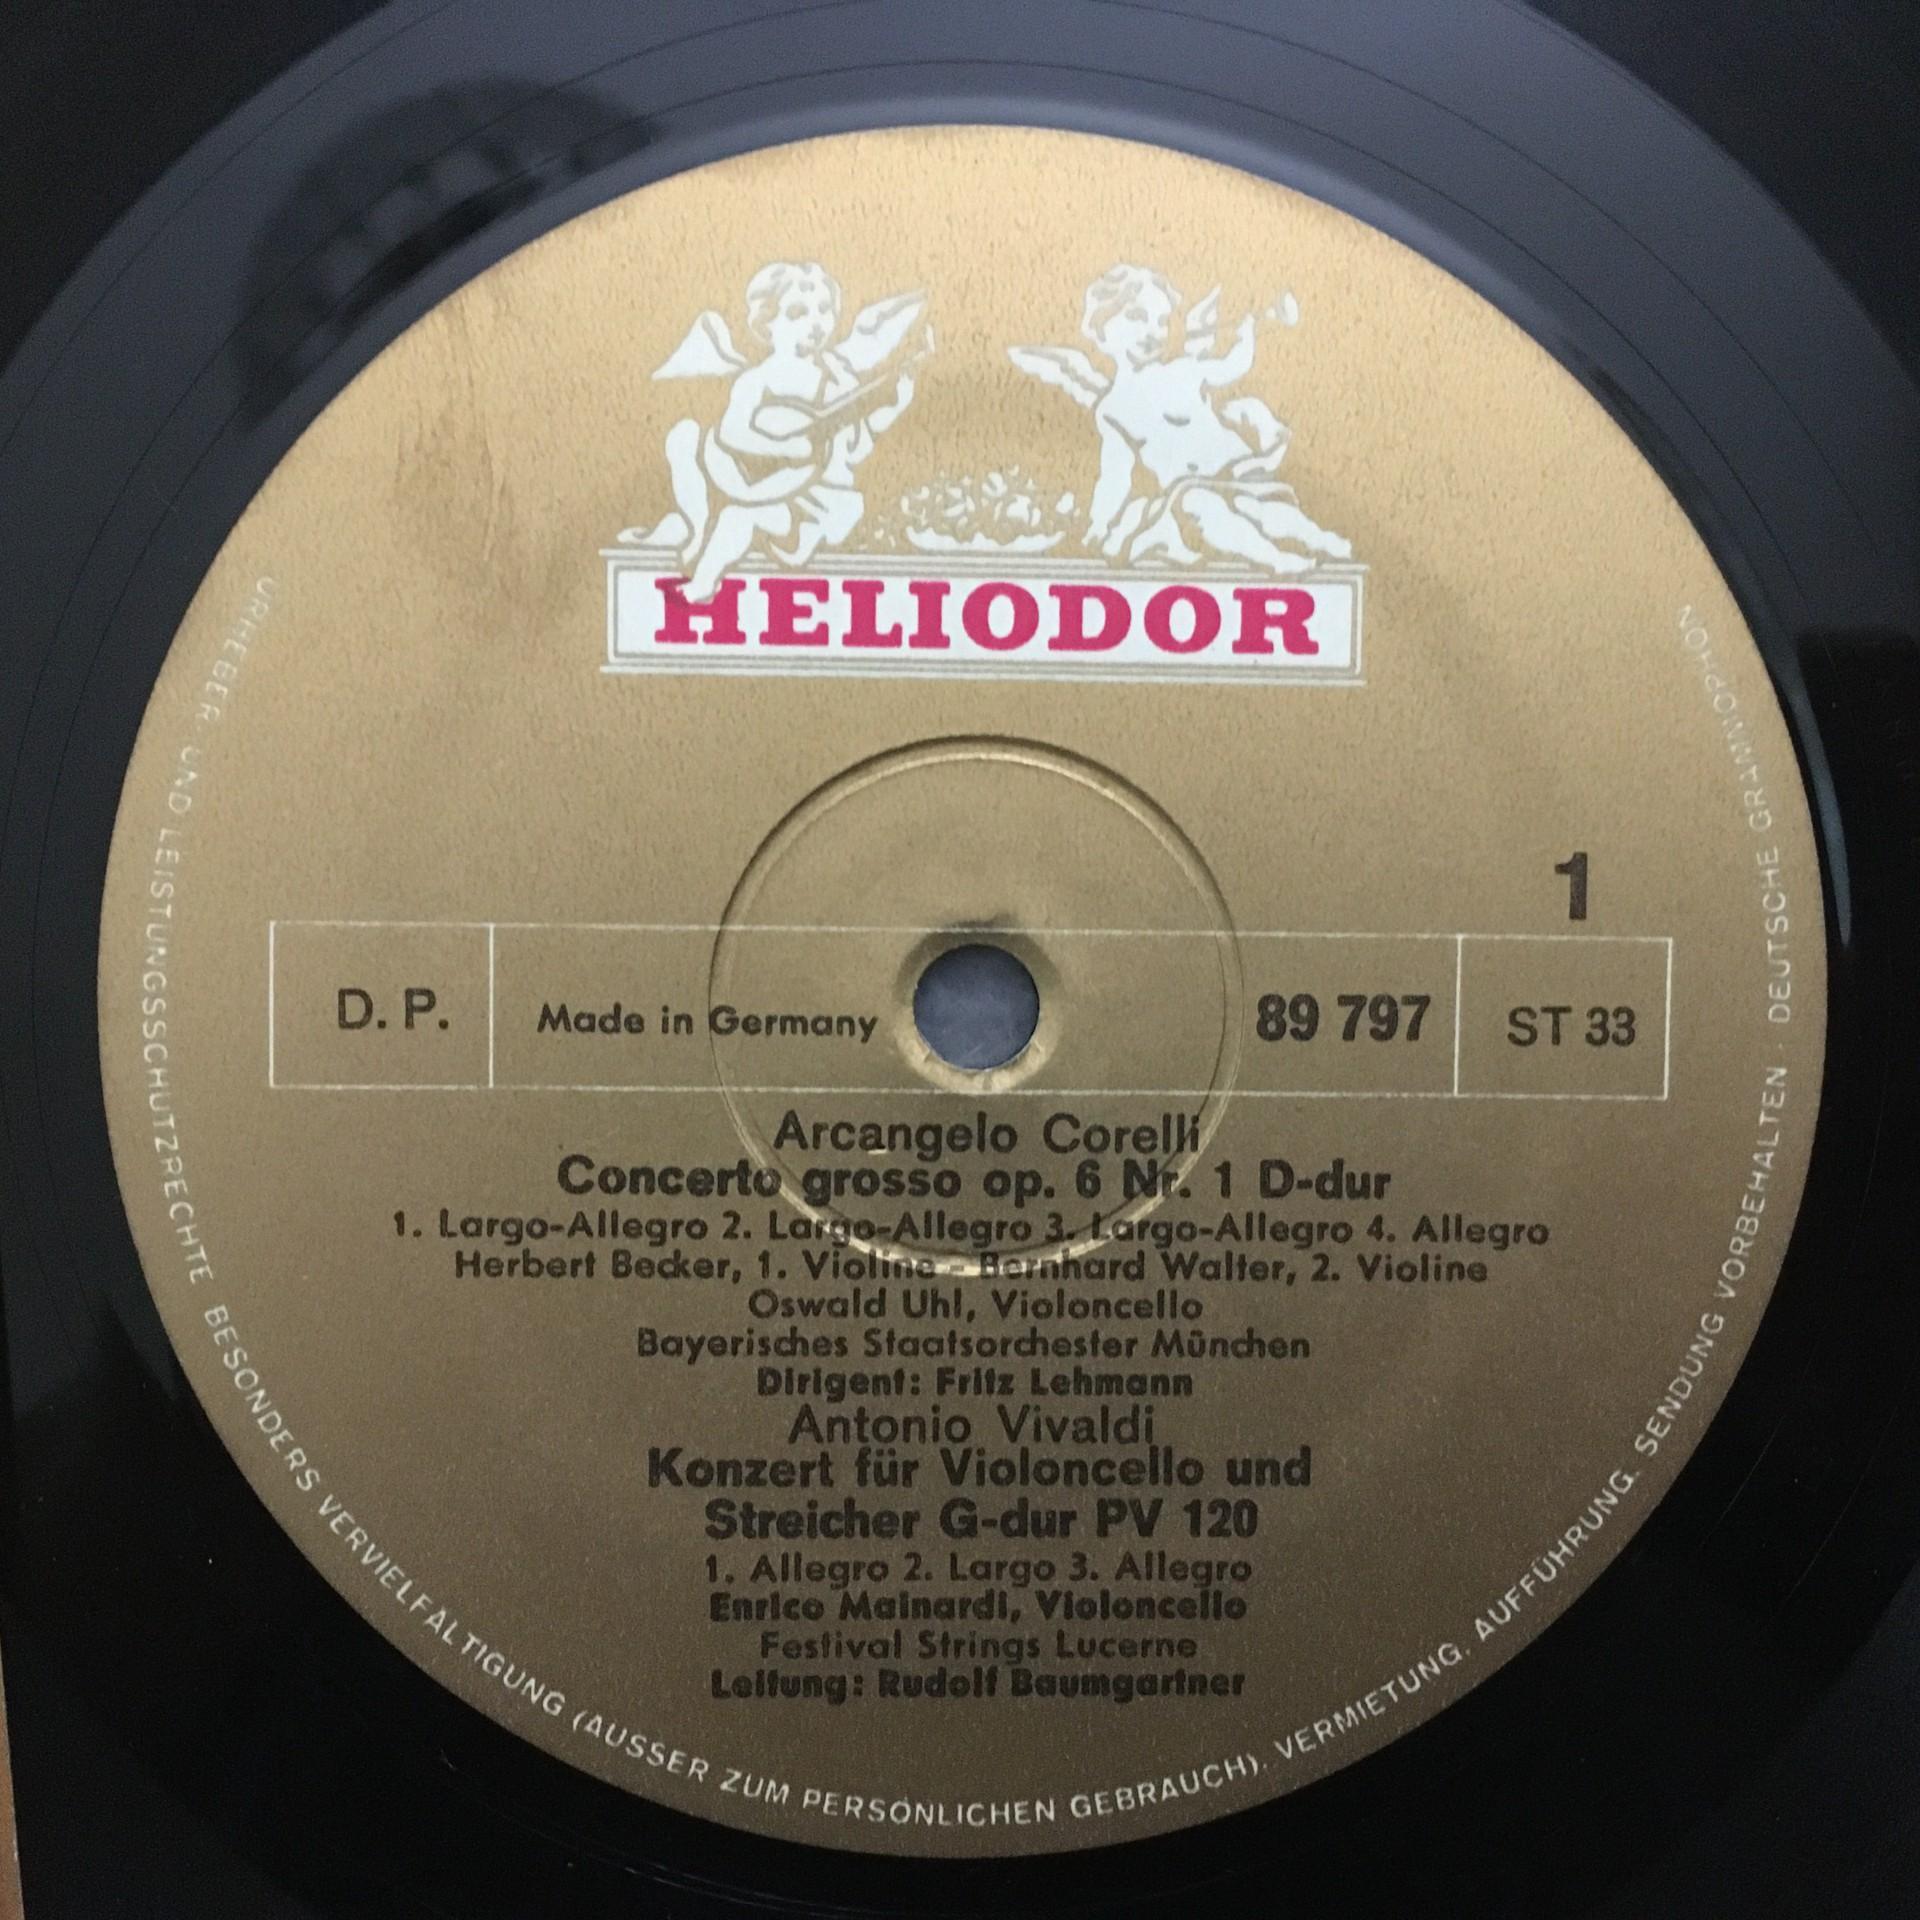 HELIODOR
1
D. P.
Made in Germany
89 797
ST 33
Arcangelo Corelli
Concerto grosso op. 6 Nr. 1 D-dur
1. Largo-Allegro 2. Largo-Allegro 3. Largo-Allegro 4. Allegro
Herbert Becker, 1. Violine - Bernhard Walter, 2. Violine
Oswald Uhl, Violoncello
Bayerisches Staatsorchester München
Dirigent: Fritz Lehmann
Antonio Vivaldi
Konzert für Violoncello und
Streicher G-dur PV 120
1. Allegro 2. Largo 3. Allegro
Enrico Mainardi, Violoncello
Festival Strings Lucerne
Leitung: Rudolf Baumgartner
URHEBER- UND LEISTUNGSSCHUTZRECHTE BESONDERS VERVIELFÄLTIGUNG (AUSSER ZUM PERSÖNLICHEN GEBRAUCH), VERMIETUNG, AUFFÜHRUNG, SENDUNG VORBEHALTEN · DEUTSCHE GRAMMOPHON